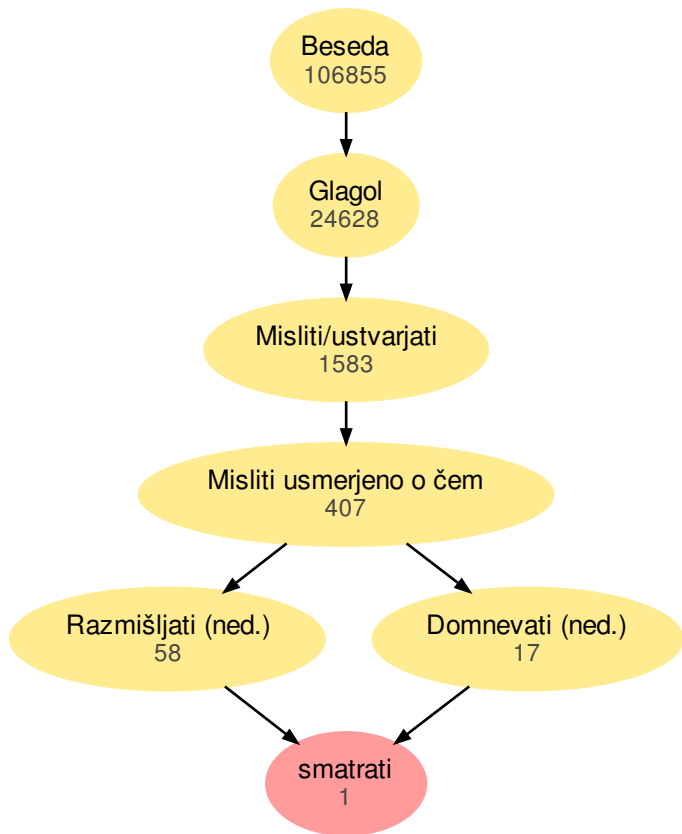 Beseda
106855
Glagol
24628
Misliti/ustvarjati
1583
Misliti usmerjeno o čem
407
Razmišljati (ned.)
58
Domnevati (ned.)
17
smatrati
1